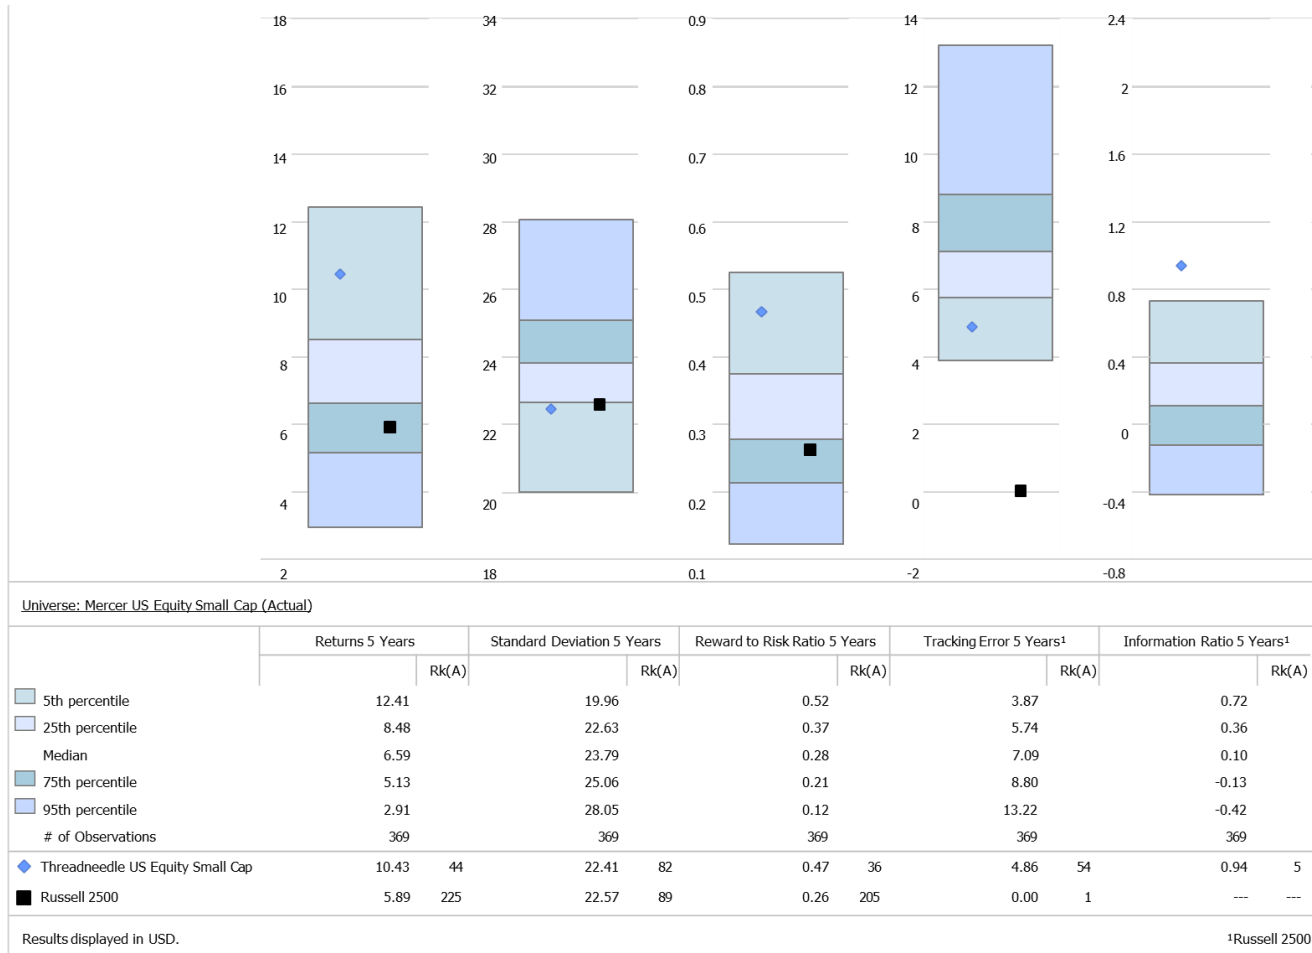 18 34 0.9 14 2.4
16 32 0.8 12 2
14 30 0.7 10 1.6
12 28 0.6 8 1.2
10 26 0.5 6 0.8
8 24 0.4 4 0.4
6 22 0.3 2 0
4 20 0.2 0 -0.4
2 18 0.1 -2 -0.8
Universe: Mercer US Equity Small Cap (Actual)
Returns 5 Years Standard Deviation 5 Years Reward to Risk Ratio 5 Years Tracking Error 5 Years¹ Information Ratio 5 Years¹
Rk(A) Rk(A) Rk(A) Rk(A) Rk(A)
5th percentile 12.41 19.96 0.52 3.87 0.72
25th percentile 8.48 22.63 0.37 5.74 0.36
Median 6.59 23.79 0.28 7.09 0.10
75th percentile 5.13 25.06 0.21 8.80 -0.13
95th percentile 2.91 28.05 0.12 13.22 -0.42
# of Observations 369 369 369 369 369
Threadneedle US Equity Small Cap 10.43 44 22.41 82 0.47 36 4.86 54 0.94 5
Russell 2500 5.89 225 22.57 89 0.26 205 0.00 1 --- ---
Results displayed in USD. ¹Russell 2500